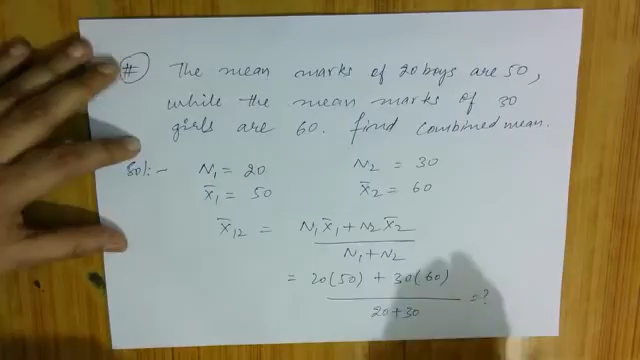 # The mean marks of 20 boys are 50,
while the mean marks of 30
girls are 60. find Combined mean.
Sol:- N₁ = 20 N₂ = 30
X̄₁ = 50 X̄₂ = 60
X̄₁₂ = N₁X̄₁ + N₂X̄₂
N₁ + N₂
= 20(50) + 30(60)
= ?
20+30